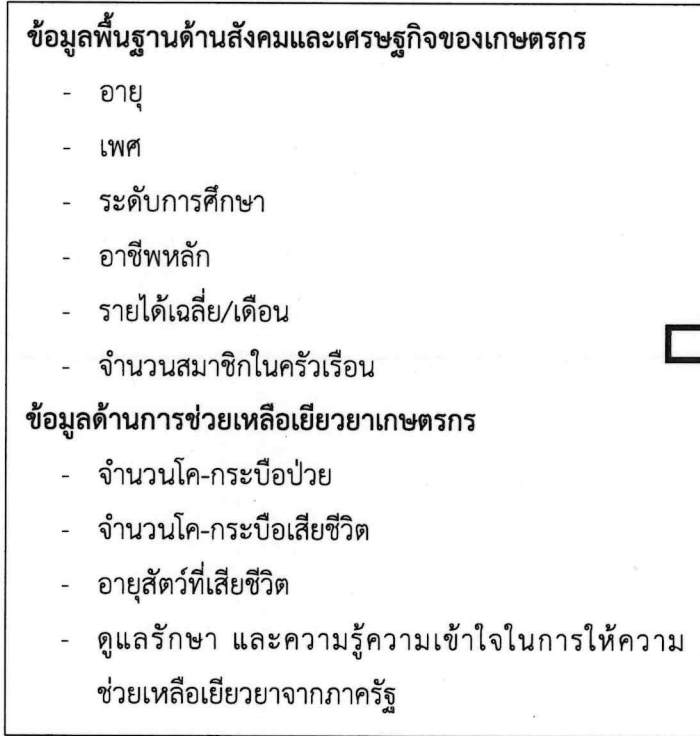 ข้อมูลพื้นฐานด้านสังคมและเศรษฐกิจของเกษตรกร
- อายุ
- เพศ
- ระดับการศึกษา
- อาชีพหลัก
- รายได้เฉลี่ย/เดือน
- จำนวนสมาชิกในครัวเรือน
ข้อมูลด้านการช่วยเหลือเยียวยาเกษตรกร
- จำนวนโค-กระบือป่วย
- จำนวนโค-กระบือเสียชีวิต
- อายุสัตว์ที่เสียชีวิต
- ดูแลรักษา และความรู้ความเข้าใจในการให้ความ
ช่วยเหลือเยียวยาจากภาครัฐ